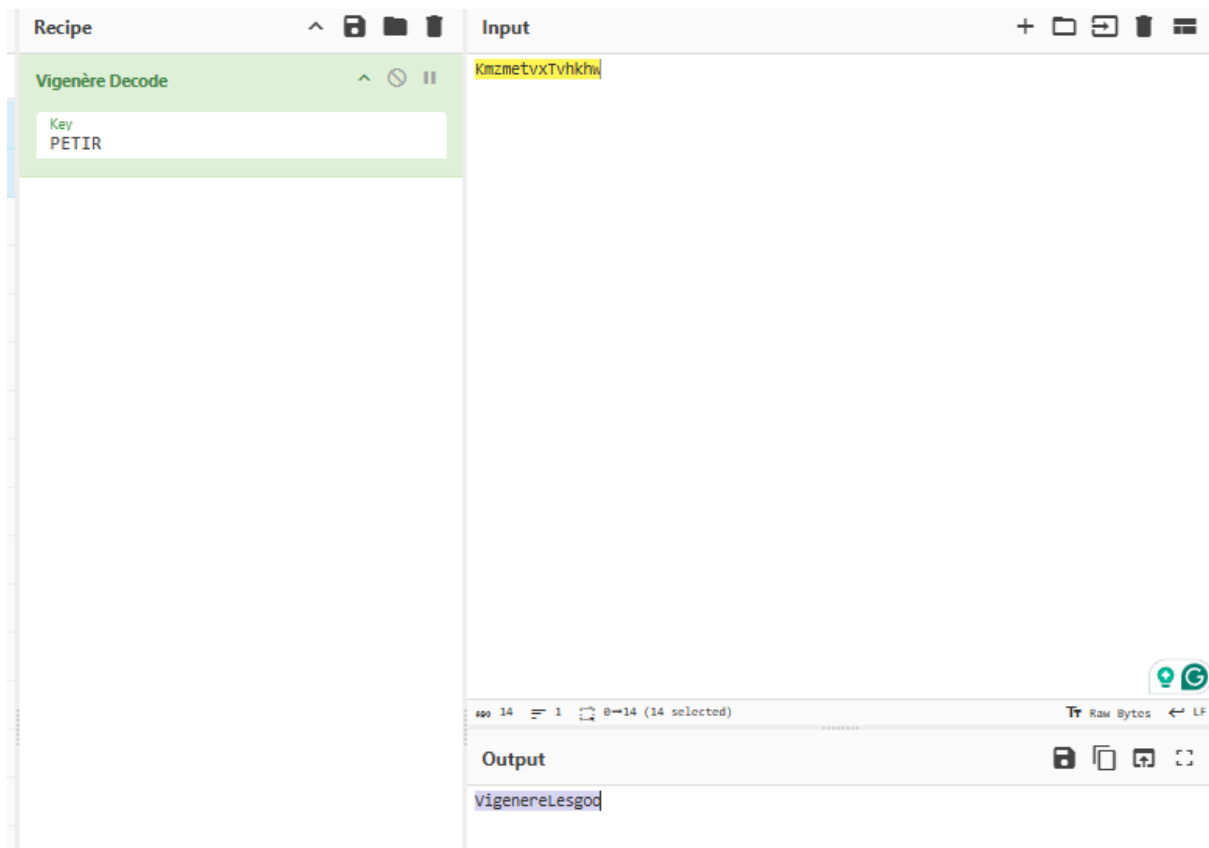 Recipe
Input
Vigenère Decode
Key
PETIR
KmzmetvxTvhkhw
14 1 0→14 (14 selected)
Raw Bytes LF
Output
VigenereLesgoo